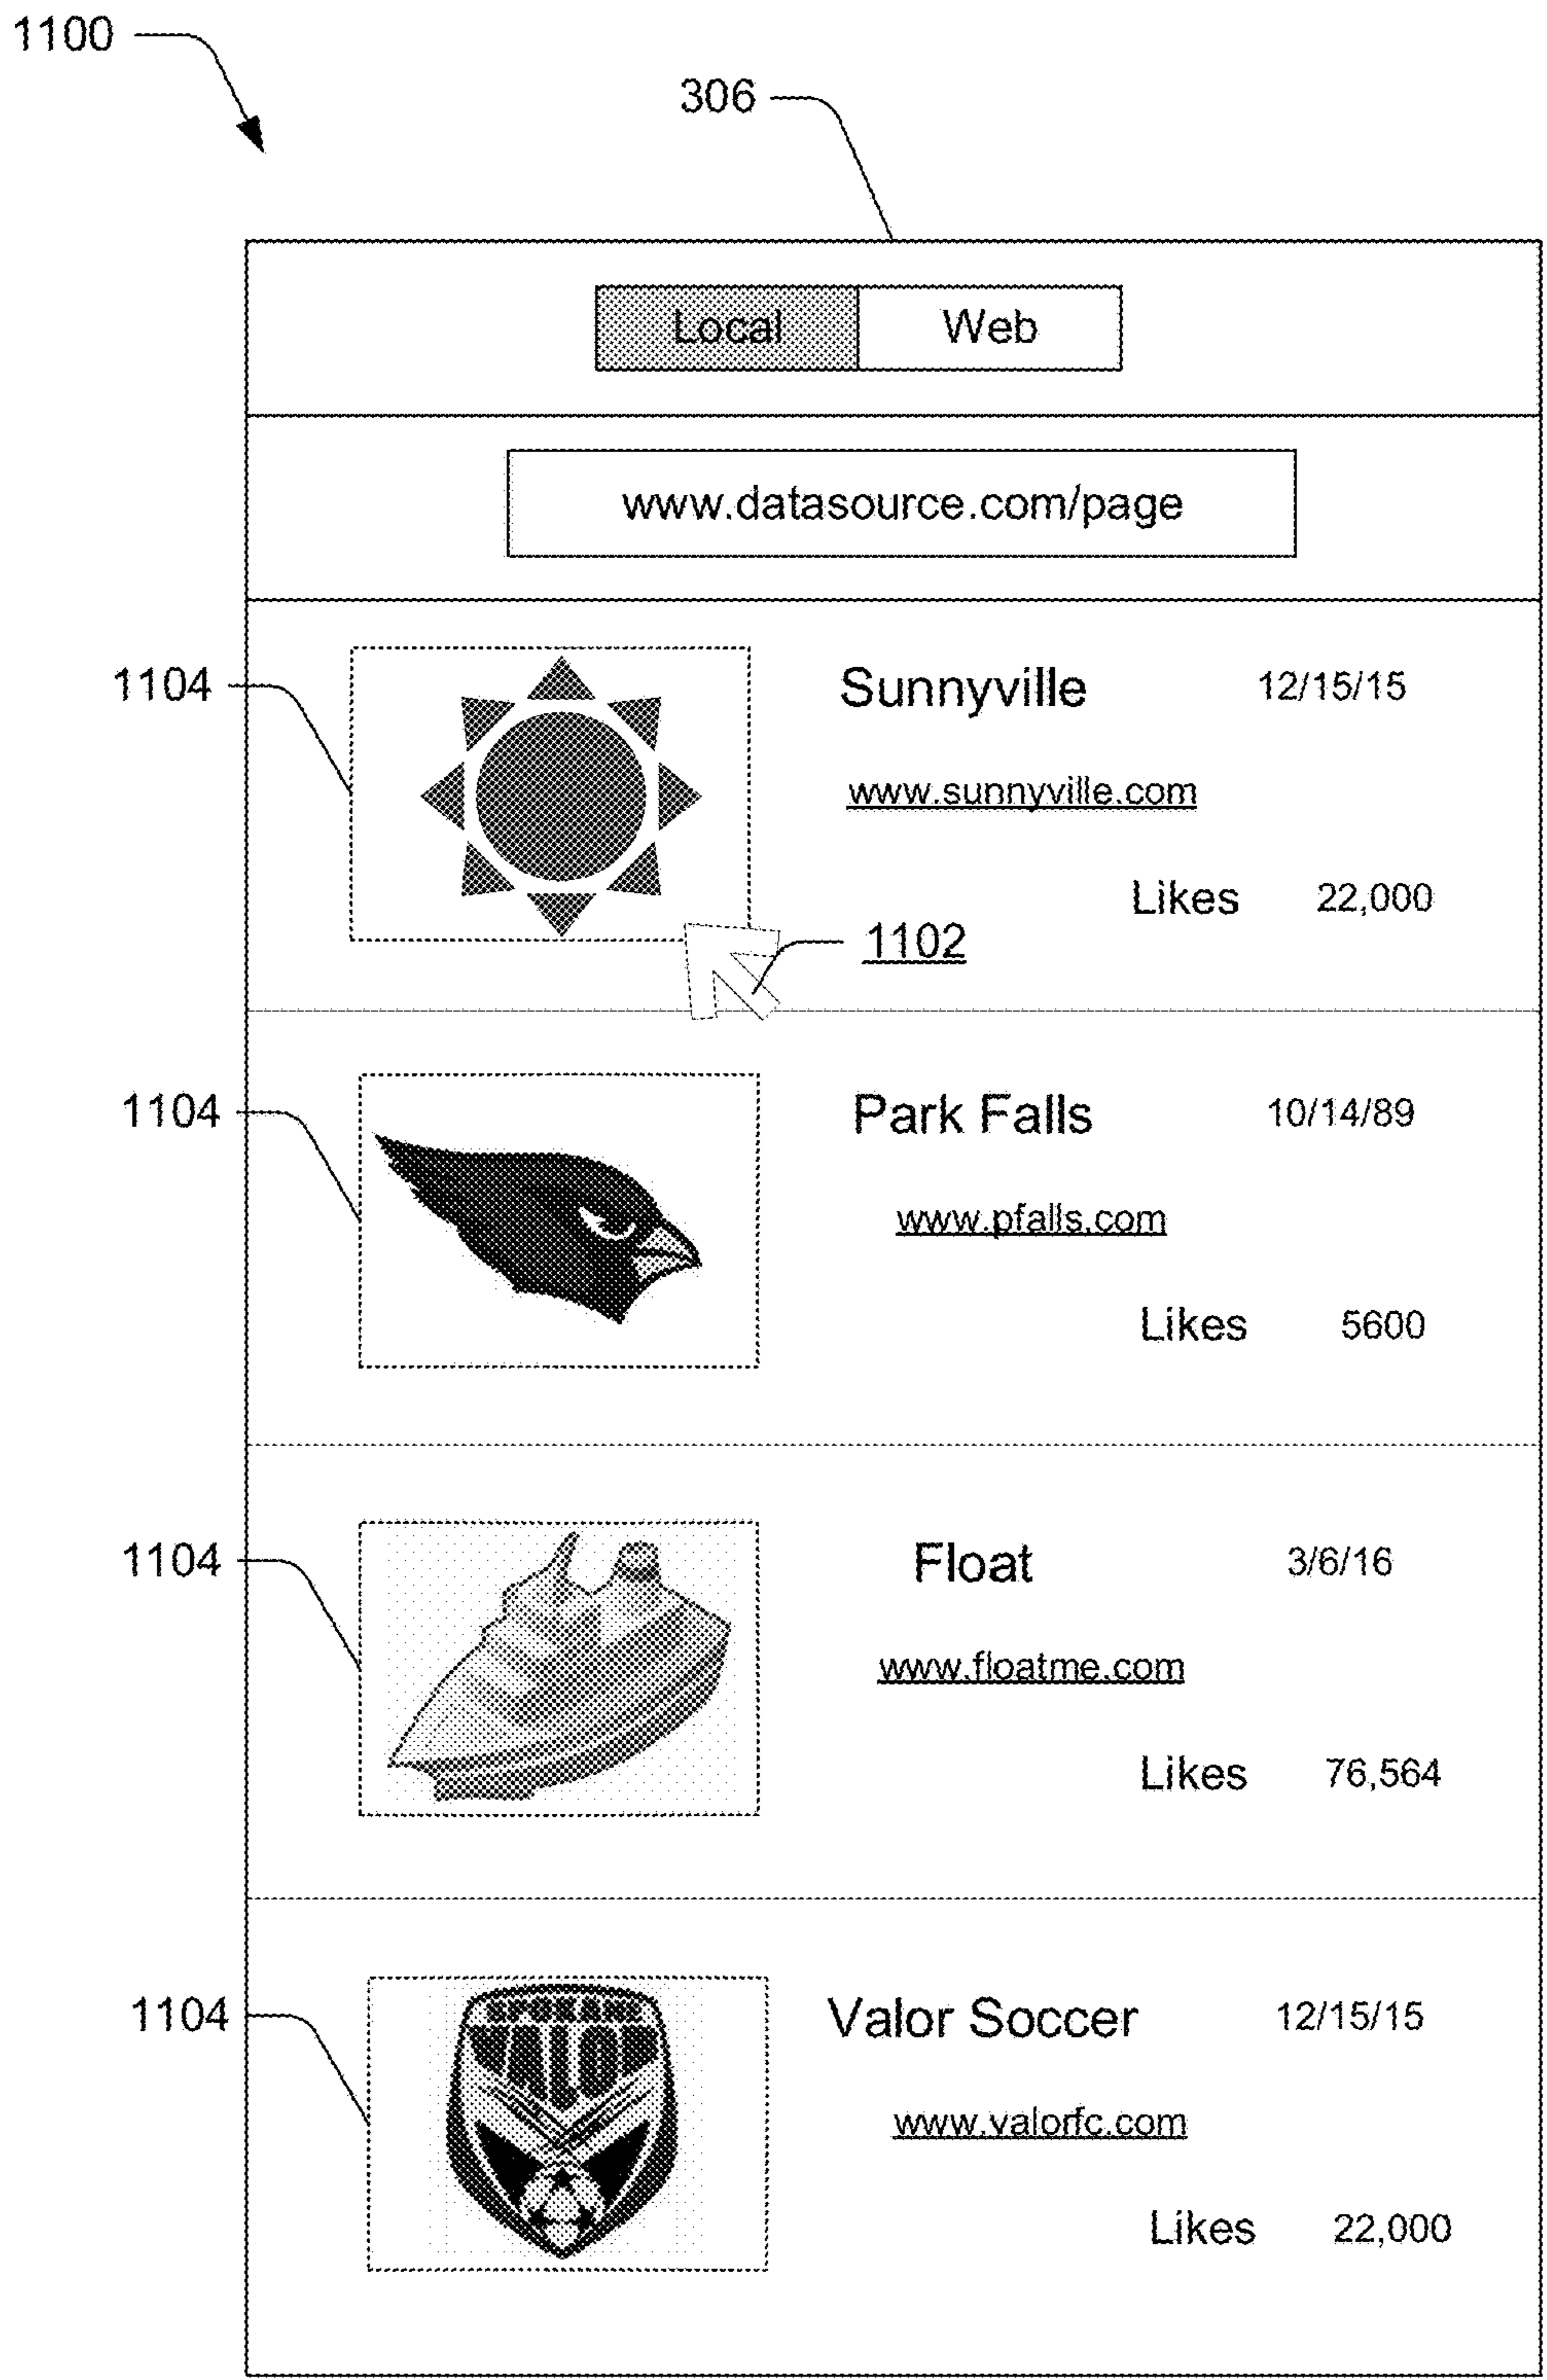 1100
306
Local Web
www.datasource.com/page
1104 Sunnyville 12/15/15
www.sunnyville.com
Likes 22,000
1102
1104 Park Falls 10/14/89
www.pfalls.com
Likes 5600
1104 Float 3/6/16
www.floatme.com
Likes 76,564
1104 Valor Soccer 12/15/15
SPOKANE
VALOR
www.valorfc.com
Likes 22,000